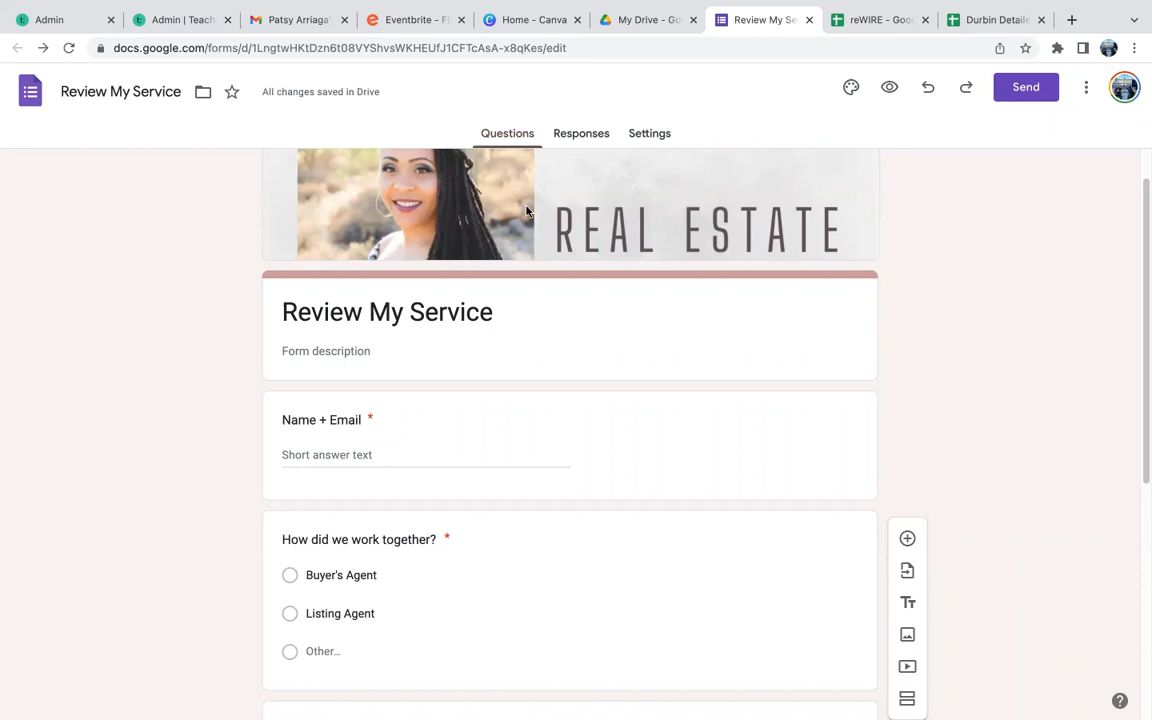 Admin
Admin | Teach
Patsy Arriaga
Eventbrite - F
Home - Canva
My Drive - Goo
Review My Se
reWIRE - Goo
Durbin Detaile
docs.google.com/forms/d/1LngtwHKtDzn6t08VYShvsWKHEUfJ1CFTcAsA-x8qKes/edit
Review My Service
All changes saved in Drive
Send
Questions
Responses
Settings
REAL ESTATE
Review My Service
Form description
Name + Email *
Short answer text
How did we work together? *
Buyer's Agent
Listing Agent
Other...